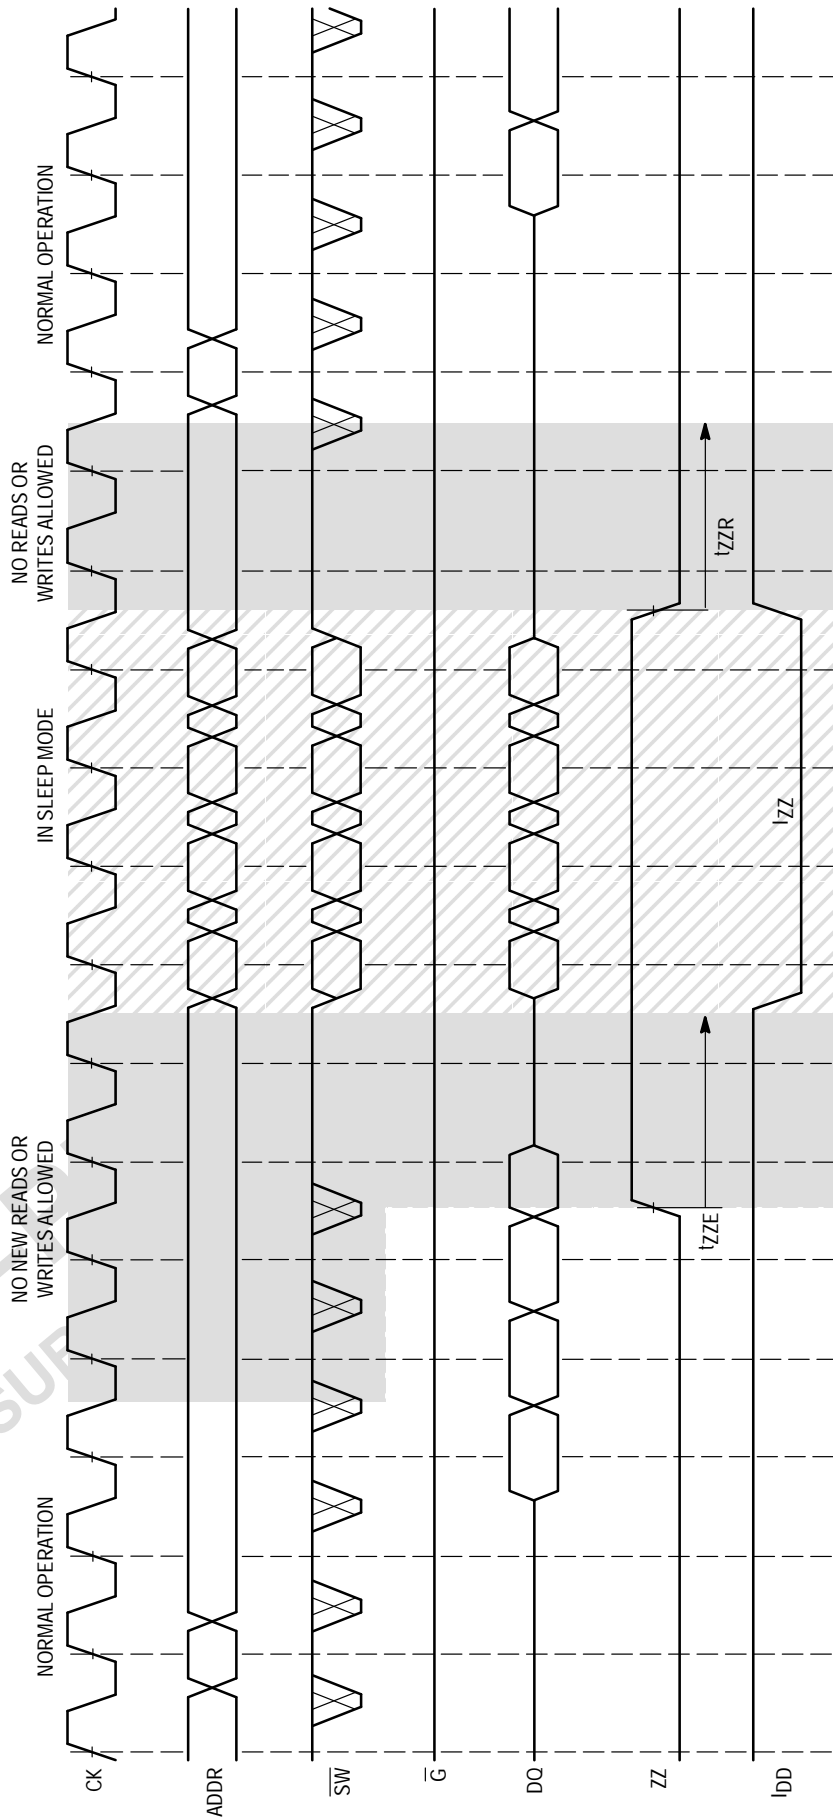 NORMAL OPERATION
NO NEW READS OR
WRITES ALLOWED
IN SLEEP MODE
NO READS OR
WRITES ALLOWED
NORMAL OPERATION
CK
ADDR
SW
G
DQ
ZZ
tZZE
tZZR
IDD
IZZ